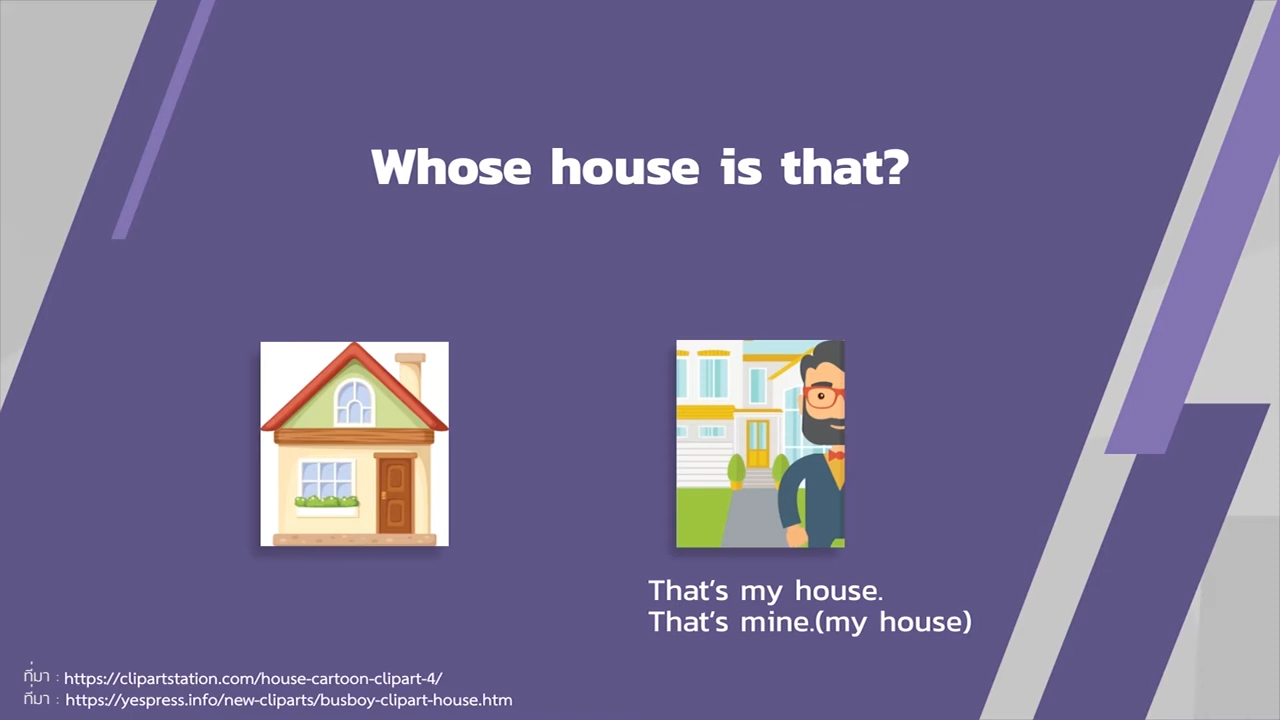 Whose house is that?
That's my house.
That's mine.(my house)
ที่มา : https://clipartstation.com/house-cartoon-clipart-4/
ที่มา : https://yespress.info/new-cliparts/busboy-clipart-house.htm